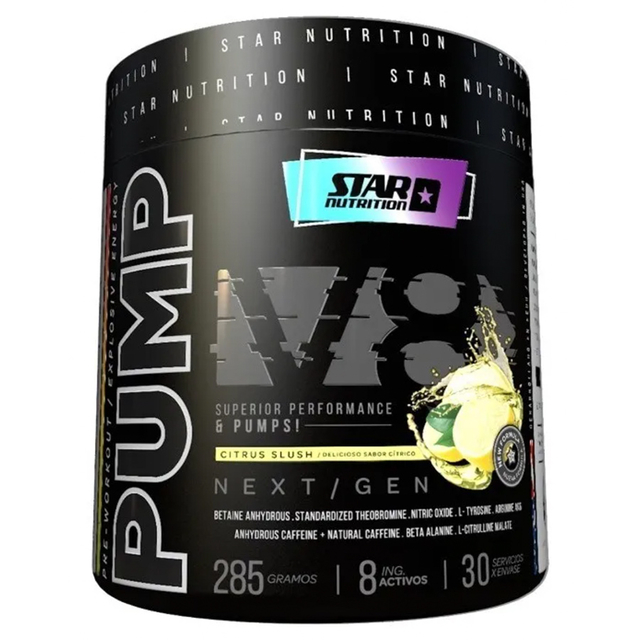 STAR NUTRITION
NUTRITION | STAR NUTRITION
STAR NUTRITION | STAR NUTRITION
PUMP
PRE-WORKOUT / EXPLOSIVE ENERGY
STAR
NUTRITION
V8
SUPERIOR PERFORMANCE
& PUMPS!
CITRUS SLUSH / DELICIOSO SABOR CÍTRICO
NEW FORMULA
NEXT/GEN
BETAINE ANHYDROUS . STANDARDIZED THEOBROMINE . NITRIC OXIDE . L-TYROSINE . ARGININE
ANHYDROUS CAFFEINE + NATURAL CAFFEINE . BETA ALANINE . L-CITRULLINE MALATE
285 GRAMOS | 8 ING. ACTIVOS | 30 SERVICIOS X ENVASE